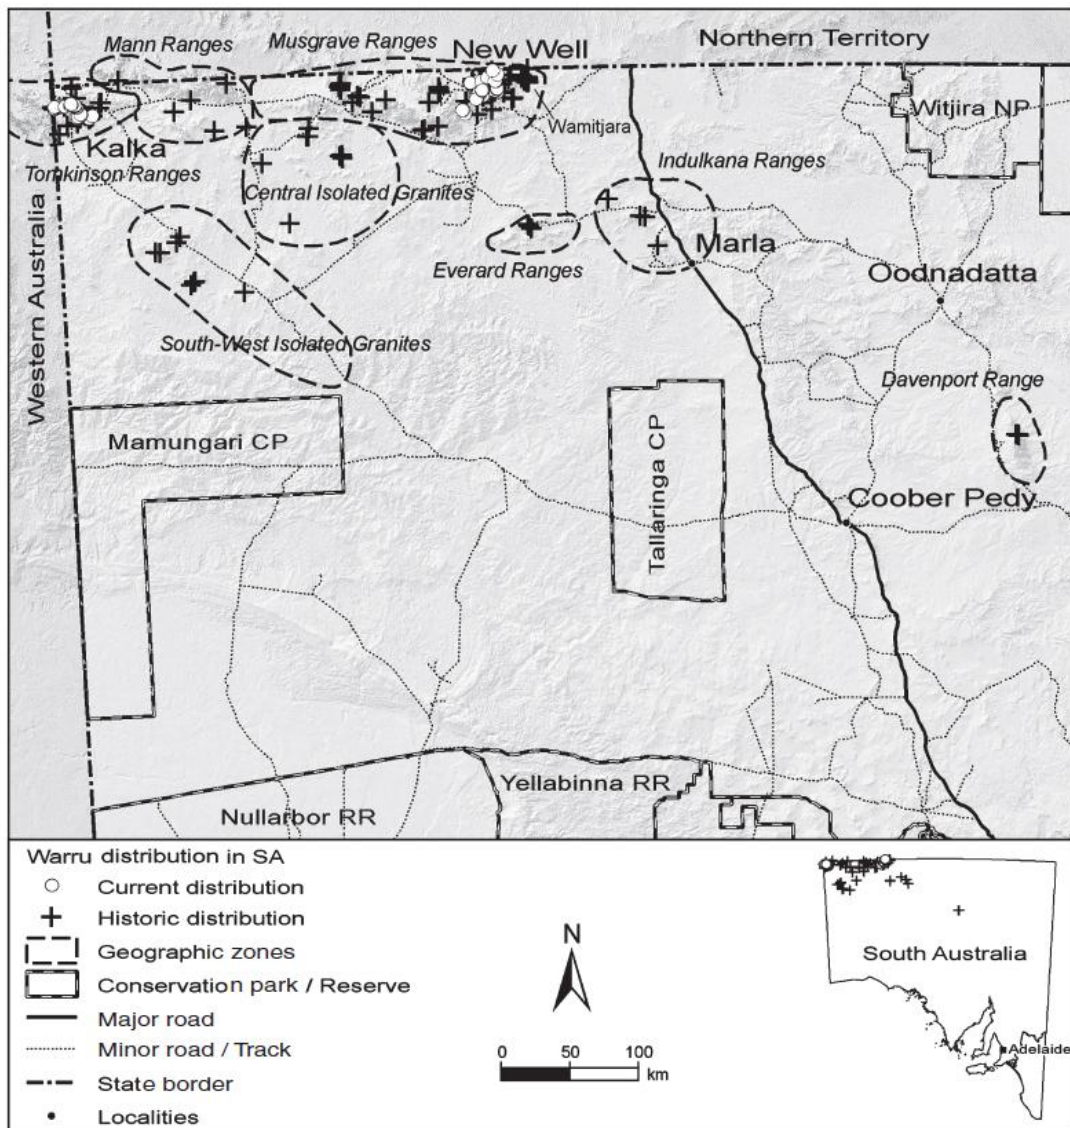 Mann Ranges
Musgrave Ranges
New Well
Northern Territory
Wamitjara
Witjira NP
Kalka
Tomkinson Ranges
Indulkana Ranges
Central Isolated Granites
Everard Ranges
Marla
Oodnadatta
Western Australia
South-West Isolated Granites
Davenport Range
Mamungari CP
Tallaringa CP
Coober Pedy
Yellabinna RR
Nullarbor RR
Warru distribution in SA
Current distribution
Historic distribution
Geographic zones
Conservation park / Reserve
Major road
Minor road / Track
State border
Localities
N
0 50 100
km
South Australia
Adelaide